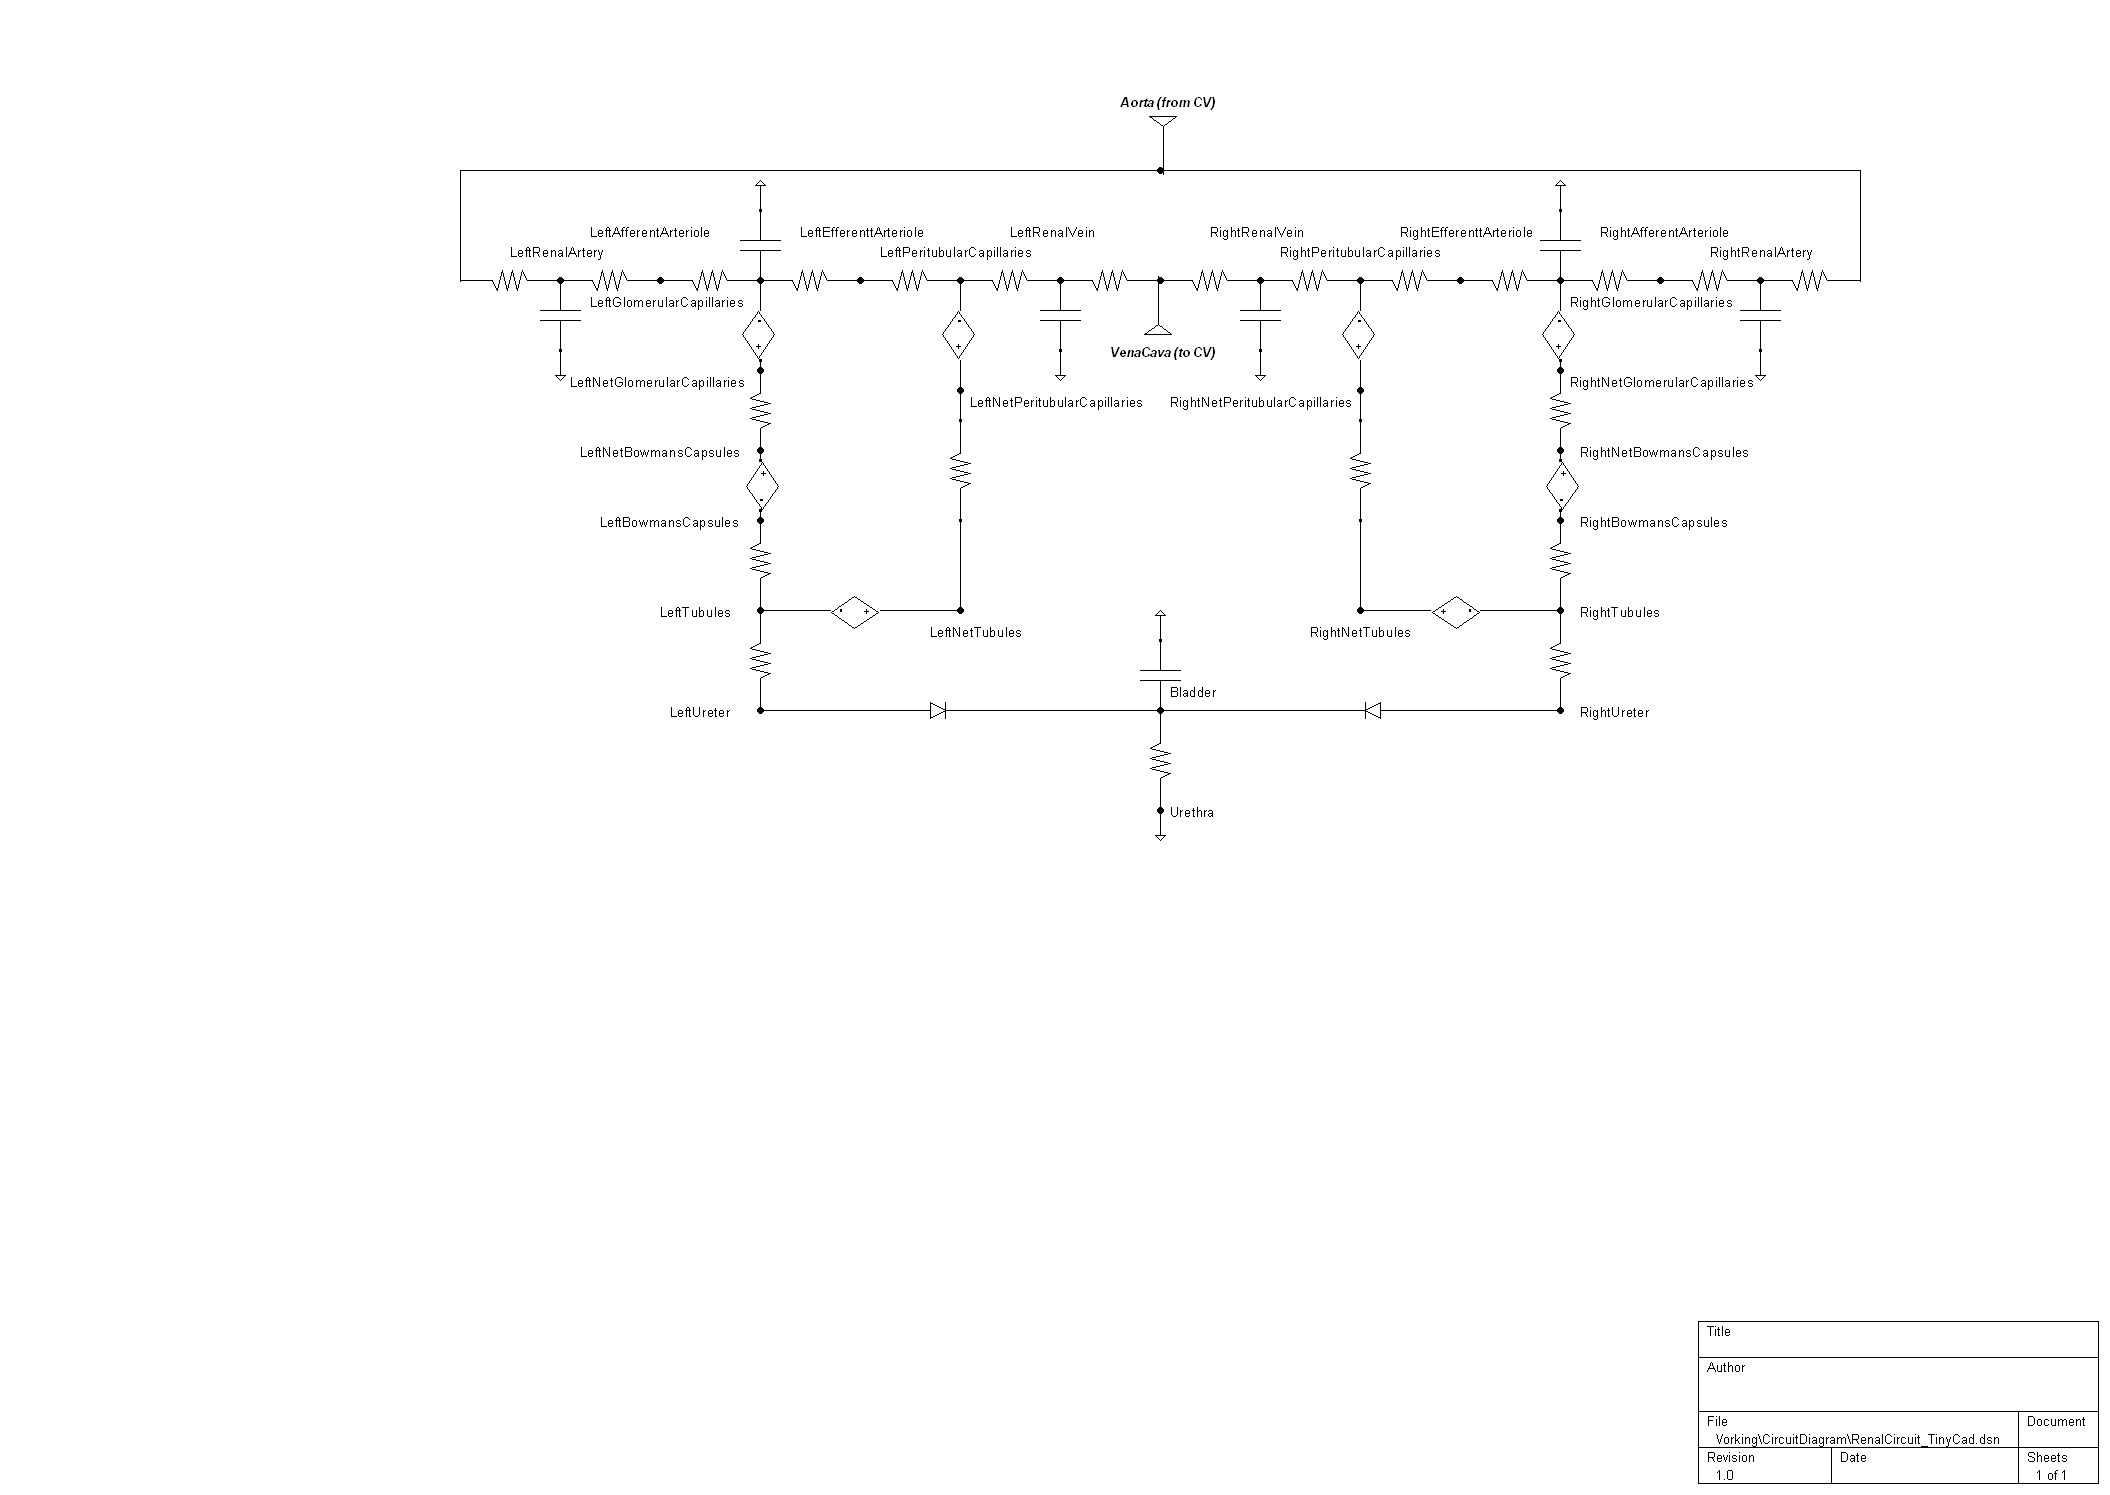 Aorta (from CV)
LeftAfferentArteriole
LeftEfferenttArteriole
LeftRenalVein
RightRenalVein
RightEfferenttArteriole
RightAfferentArteriole
LeftRenalArtery
LeftPeritubularCapillaries
RightPeritubularCapillaries
RightRenalArtery
LeftGlomerularCapillaries
RightGlomerularCapillaries
VenaCava (to CV)
LeftNetGlomerularCapillaries
RightNetGlomerularCapillaries
LeftNetPeritubularCapillaries
RightNetPeritubularCapillaries
LeftNetBowmansCapsules
RightNetBowmansCapsules
LeftBowmansCapsules
RightBowmansCapsules
LeftTubules
RightTubules
LeftNetTubules
RightNetTubules
Bladder
LeftUreter
RightUreter
Urethra
Title
Author
File
Document
Vorking\CircuitDiagram\RenalCircuit_TinyCad.dsn
Revision
Date
Sheets
1.0
1 of 1